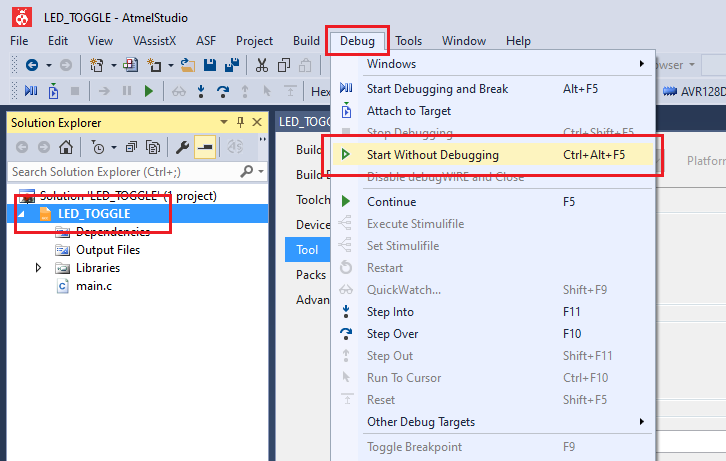 LED_TOGGLE - AtmelStudio
File Edit View VAssistX ASF Project Build Debug Tools Window Help
Hex
AVR128D
Solution Explorer
Search Solution Explorer (Ctrl+;)
Solution 'LED_TOGGLE' (1 project)
LED_TOGGLE
Dependencies
Output Files
Libraries
main.c
LED_TOGG
Build
Build
Toolch
Device
Tool
Packs
Advan
Windows
Start Debugging and Break Alt+F5
Attach to Target
Stop Debugging Ctrl+Shift+F5
Start Without Debugging Ctrl+Alt+F5
Disable debugWIRE and Close
Continue F5
Execute Stimulifile
Set Stimulifile
Restart
QuickWatch... Shift+F9
Step Into F11
Step Over F10
Step Out Shift+F11
Run To Cursor Ctrl+F10
Reset Shift+F5
Other Debug Targets
Toggle Breakpoint F9
owser
Platform